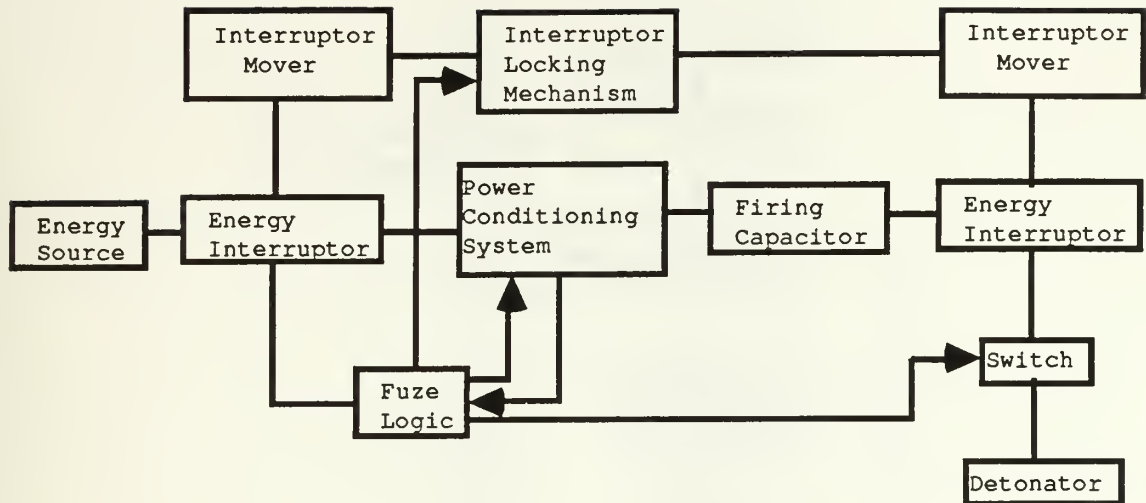 Interruptor
Mover
Interruptor
Locking
Mechanism
Interruptor
Mover
Energy
Source
Energy
Interruptor
Power
Conditioning
System
Firing
Capacitor
Energy
Interruptor
Fuze
Logic
Switch
Detonator